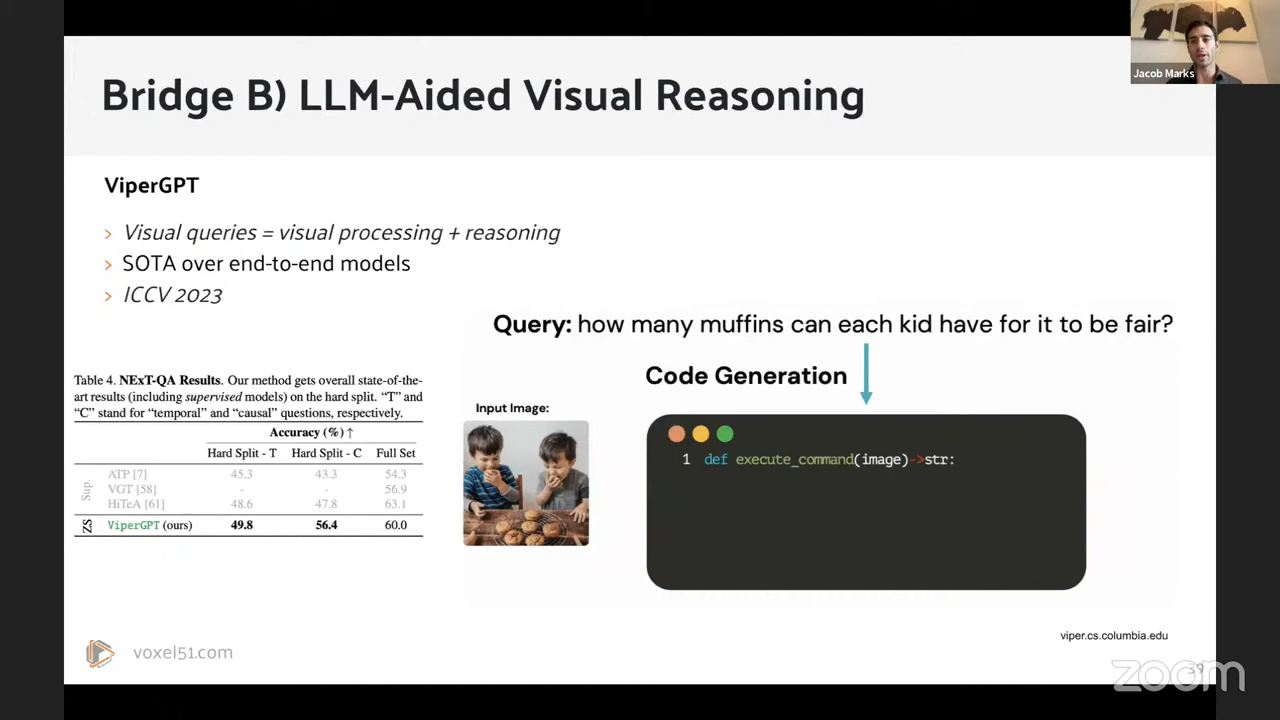 Jacob Marks
Bridge B) LLM-Aided Visual Reasoning
ViperGPT
› Visual queries = visual processing + reasoning
› SOTA over end-to-end models
› ICCV 2023
Query: how many muffins can each kid have for it to be fair?
Code Generation
Input Image:
1 def execute_command(image)->str:
Table 4. NExT-QA Results. Our method gets overall state-of-the-
art results (including supervised models) on the hard split. “T” and
“C” stand for “temporal” and “causal” questions, respectively.
Accuracy (%) ↑
Hard Split - T Hard Split - C Full Set
Sup.
ATP [7] 45.3 43.3 54.3
VGT [58] - - 56.9
HiTeA [61] 48.6 47.8 63.1
ZS ViperGPT (ours) 49.8 56.4 60.0
viper.cs.columbia.edu
voxel51.com
39
zoom